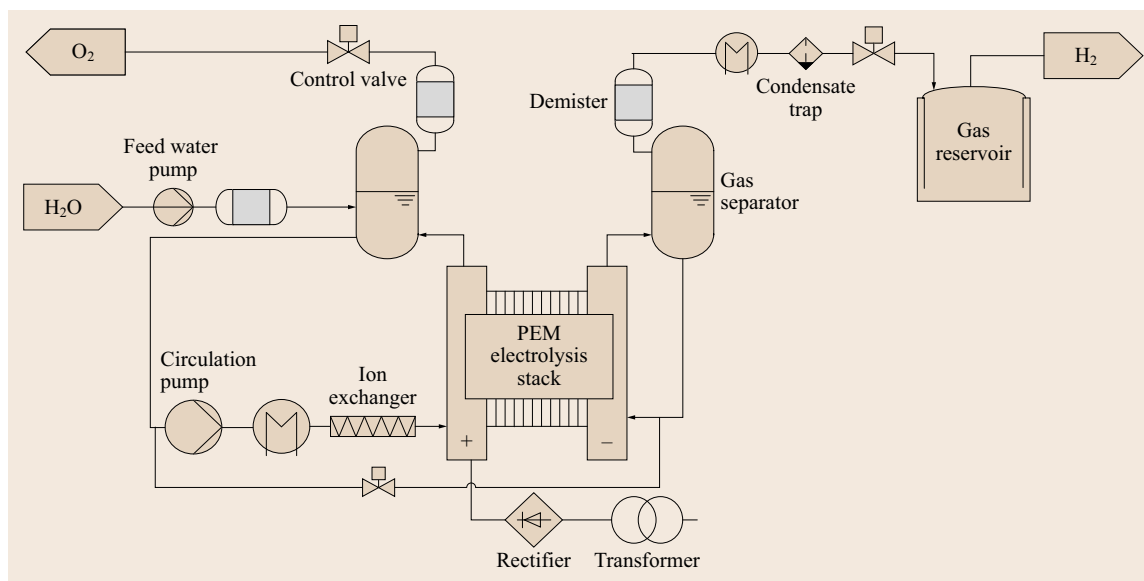 O₂
Control valve
Demister
Condensate
trap
H₂
Gas
reservoir
Feed water
pump
H₂O
Gas
separator
PEM
electrolysis
stack
Circulation
pump
Ion
exchanger
+
−
Rectifier
Transformer